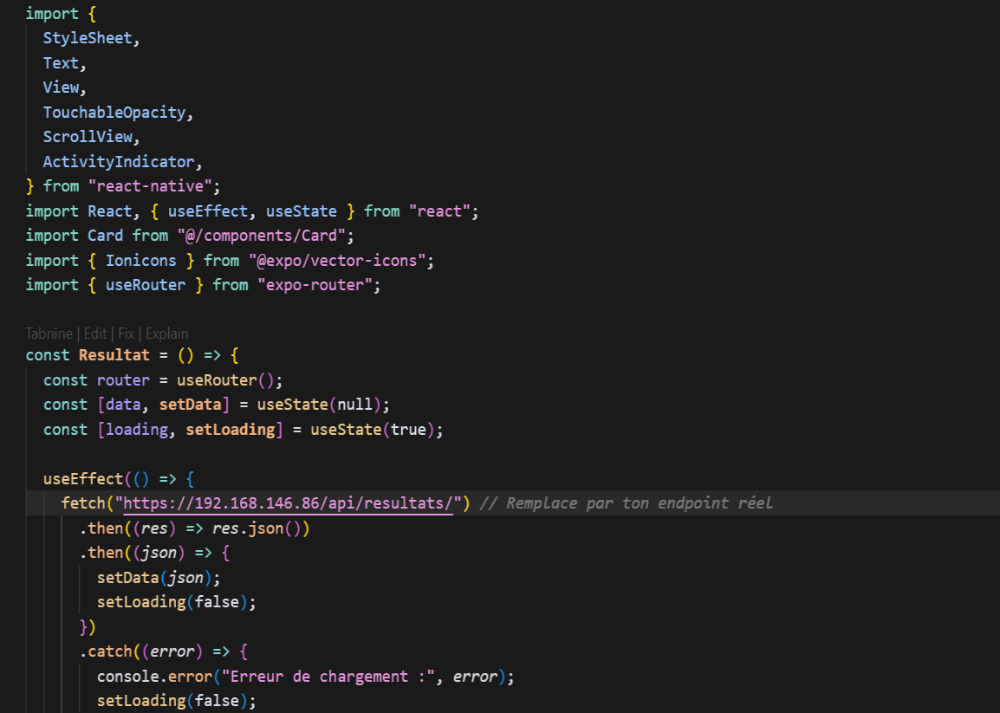 import {
  StyleSheet,
  Text,
  View,
  TouchableOpacity,
  ScrollView,
  ActivityIndicator,
} from "react-native";
import React, { useEffect, useState } from "react";
import Card from "@/components/Card";
import { Ionicons } from "@expo/vector-icons";
import { useRouter } from "expo-router";
Tabnine | Edit | Fix | Explain
const Resultat = () => {
  const router = useRouter();
  const [data, setData] = useState(null);
  const [loading, setLoading] = useState(true);
  useEffect(() => {
    fetch("https://192.168.146.86/api/resultats/") // Remplace par ton endpoint réel
      .then((res) => res.json())
      .then((json) => {
        setData(json);
        setLoading(false);
      })
      .catch((error) => {
        console.error("Erreur de chargement :", error);
        setLoading(false);